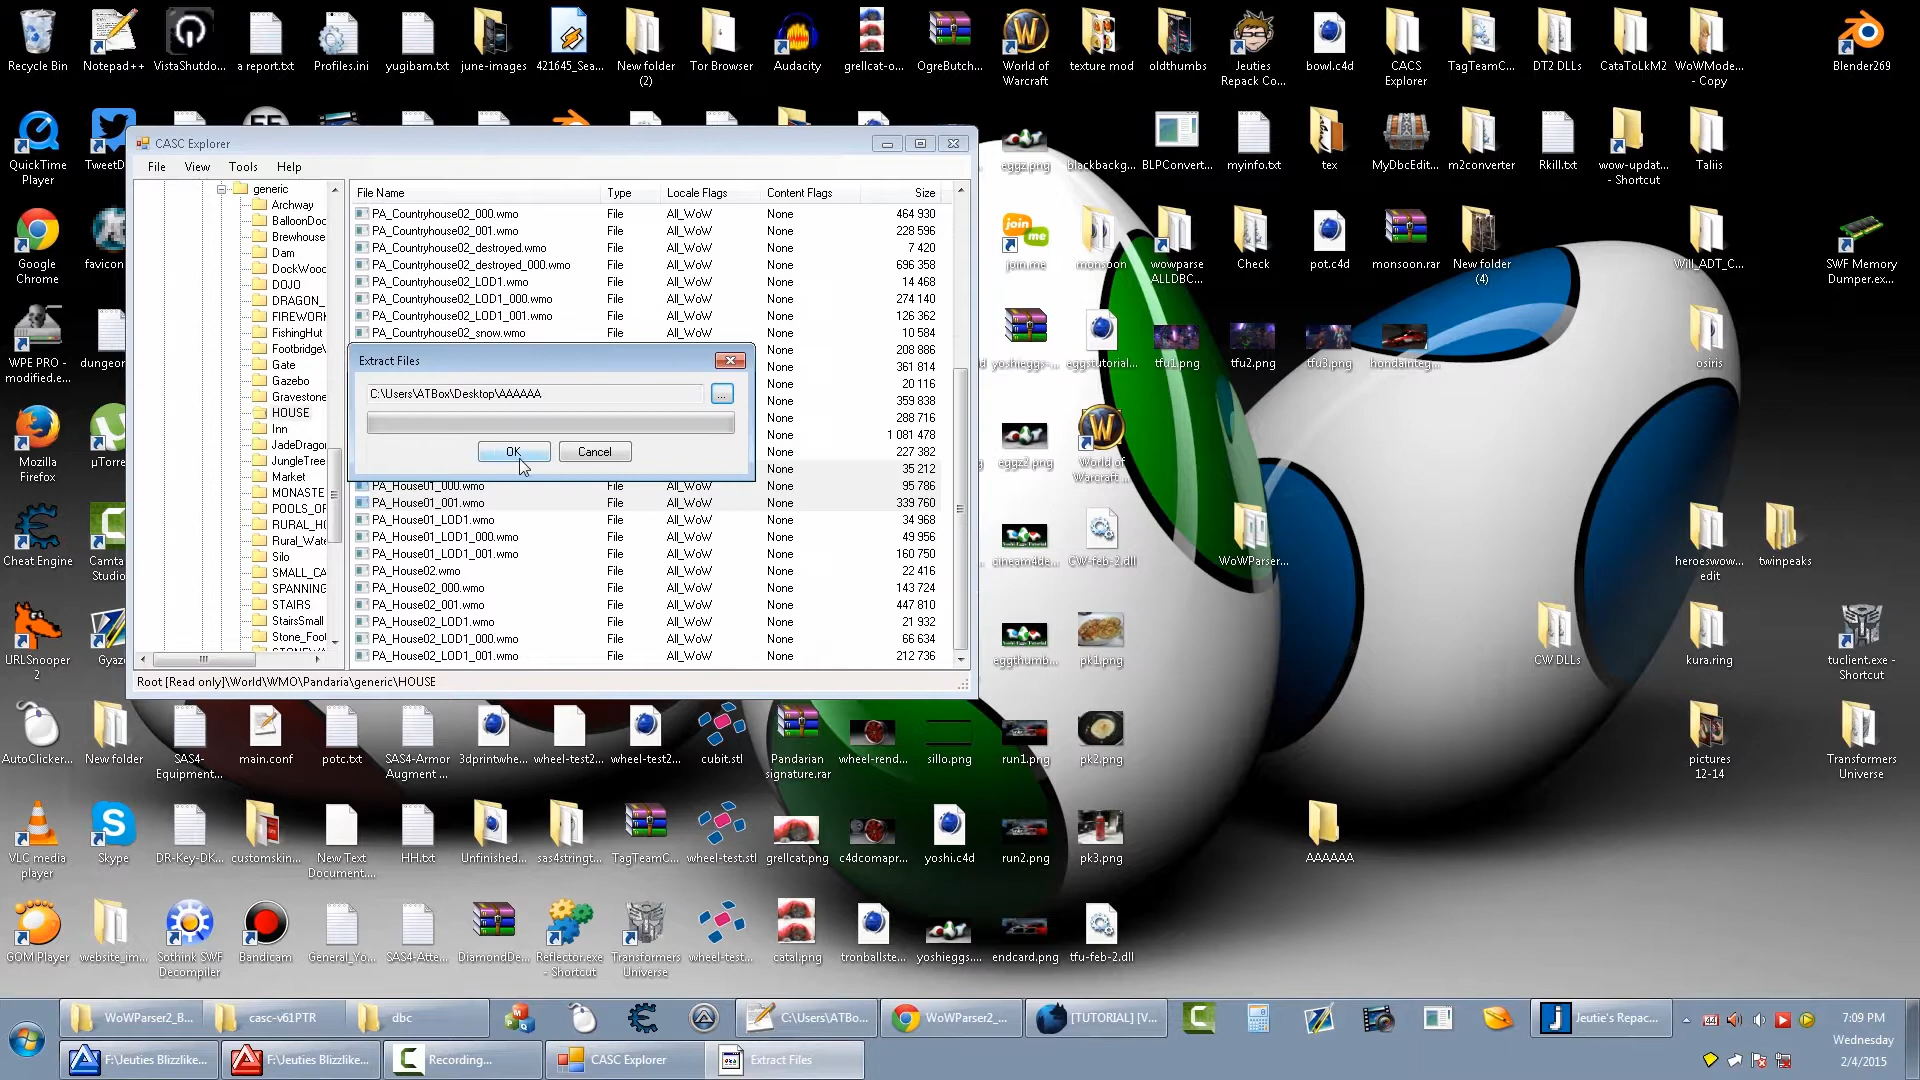 Recycle Bin
Notepad++
VistaShutdo...
a report.txt
Profiles.ini
yugibam.txt
june-images
421645_Sea...
New folder
(2)
Tor Browser
Audacity
grellcat-o...
OgreButch...
World of
Warcraft
texture mod
oldthumbs
Jeuties
Repack Co...
bowl.c4d
CACS
Explorer
TagTeamC...
DT2 DLLs
CataToLkM2
WoWMode...
- Copy
Blender269
QuickTime
Player
TweetD
eggz.png
blackbackg...
BLPConvert...
myinfo.txt
tex
MyDbcEdit...
m2converter
Rkill.txt
wow-updat...
- Shortcut
Taliis
Google
Chrome
favicon
join.me
monsoon
wowparse
ALLDBC...
Check
pot.c4d
monsoon.rar
New folder
(4)
Will_ADT_C...
SWF Memory
Dumper.ex...
WPE PRO -
modified.e...
dungeon
yoshieggs-...
eggstutorial...
tfu1.png
tfu2.png
tfu3.png
hondainteg...
osiris
Mozilla
Firefox
µTorre
eggz2.png
World of
Warcraft...
Cheat Engine
Camta
Studio
cineam4de...
CW-feb-2.dll
WoWParser...
heroeswow...
edit
twinpeaks
URLSnooper
2
Gyaz
eggthumb...
pk1.png
CW DLLs
kura.ring
tuclient.exe -
Shortcut
CASC Explorer
File
View
Tools
Help
generic
Archway
BalloonDoc
Brewhouse
Dam
DockWood
DOJO
DRAGON_
FIREWORK
FishingHut
Footbridge\
Gate
Gazebo
Gravestone
HOUSE
Inn
JadeDragor
JungleTree
Market
MONASTE
POOLS_OF
RURAL_HO
Rural_Wate
Silo
SMALL_CA
SPANNING
STAIRS
StairsSmall
Stone_Foo
File Name Type Locale Flags Content Flags Size
PA_Countryhouse02_000.wmo File All_WoW None 464 930
PA_Countryhouse02_001.wmo File All_WoW None 228 596
PA_Countryhouse02_destroyed.wmo File All_WoW None 7 420
PA_Countryhouse02_destroyed_000.wmo File All_WoW None 696 358
PA_Countryhouse02_LOD1.wmo File All_WoW None 14 468
PA_Countryhouse02_LOD1_000.wmo File All_WoW None 274 140
PA_Countryhouse02_LOD1_001.wmo File All_WoW None 126 362
PA_Countryhouse02_snow.wmo File All_WoW None 10 584
None 208 886
None 361 814
None 20 116
None 359 838
None 288 716
None 1 081 478
None 227 382
None 35 212
PA_House01_000.wmo File All_WoW None 95 786
PA_House01_001.wmo File All_WoW None 339 760
PA_House01_LOD1.wmo File All_WoW None 34 968
PA_House01_LOD1_000.wmo File All_WoW None 49 956
PA_House01_LOD1_001.wmo File All_WoW None 160 750
PA_House02.wmo File All_WoW None 22 416
PA_House02_000.wmo File All_WoW None 143 724
PA_House02_001.wmo File All_WoW None 447 810
PA_House02_LOD1.wmo File All_WoW None 21 932
PA_House02_LOD1_000.wmo File All_WoW None 66 634
PA_House02_LOD1_001.wmo File All_WoW None 212 736
Root [Read only]\World\WMO\Pandaria\generic\HOUSE
Extract Files
C:\Users\ATBox\Desktop\AAAAAA
...
OK
Cancel
AutoClicker...
New folder
SAS4-
Equipment...
main.conf
potc.txt
SAS4-Armor
Augment ...
3dprintwhe...
wheel-test2...
wheel-test2...
cubit.stl
Pandarian
signature.rar
wheel-rend...
sillo.png
run1.png
pk2.png
pictures
12-14
Transformers
Universe
VLC media
player
Skype
DR-Key-DK...
customskin...
New Text
Document....
HH.txt
Unfinished...
sas4stringt...
TagTeamC...
wheel-test.stl
grellcat.png
c4dcomapr...
yoshi.c4d
run2.png
pk3.png
AAAAAA
GOM Player
website_im...
Sothink SWF
Decompiler
Bandicam
General_Yo...
SAS4-Atte...
DiamondDe...
Reflector.exe
- Shortcut
Transformers
Universe
wheel-test...
catal.png
tronballste...
yoshieggs....
endcard.png
tfu-feb-2.dll
WoWParser2_B...
casc-v61PTR
dbc
C:\Users\ATBo...
WoWParser2_...
[TUTORIAL] [V...
Jeutie's Repac...
7:09 PM
Wednesday
2/4/2015
F:\Jeuties Blizzlike...
F:\Jeuties Blizzlike...
Recording...
CASC Explorer
Extract Files